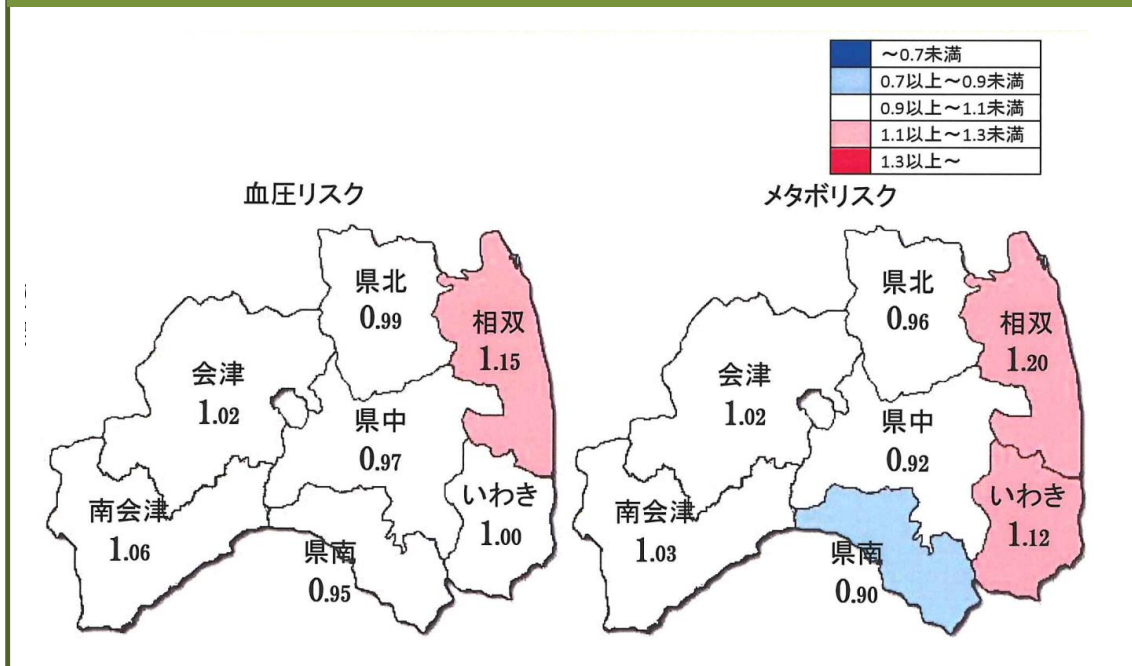 ～0.7未満
0.7以上～0.9未満
0.9以上～1.1未満
1.1以上～1.3未満
1.3以上～
血圧リスク
県北
0.99
相双
1.15
会津
1.02
県中
0.97
南会津
1.06
いわき
1.00
県南
0.95
メタボリスク
県北
0.96
相双
1.20
会津
1.02
県中
0.92
南会津
1.03
いわき
1.12
県南
0.90